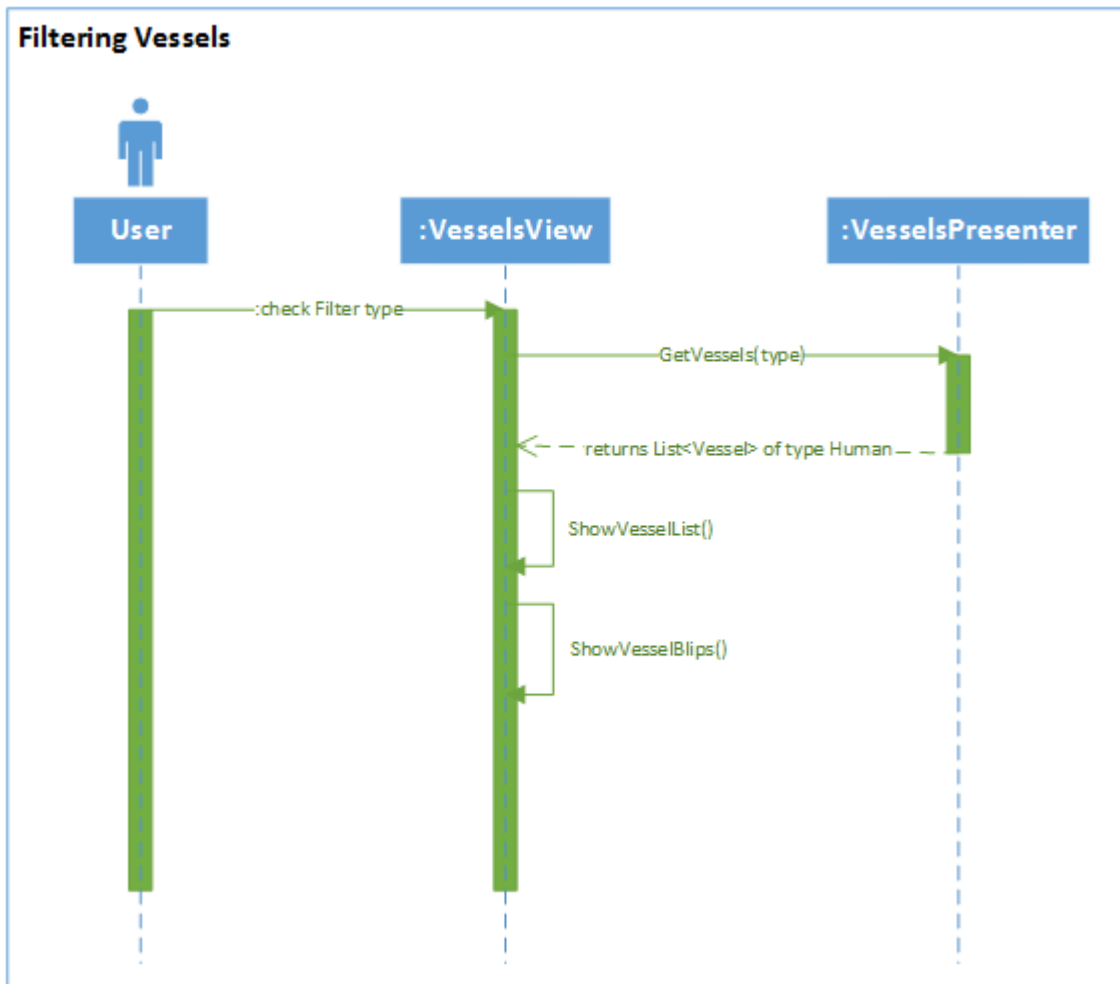 Filtering Vessels
User
:VesselsView
:VesselsPresenter
:check Filter type
GetVessels(type)
returns List<Vessel> of type Human
ShowVesselList()
ShowVesselBlips()